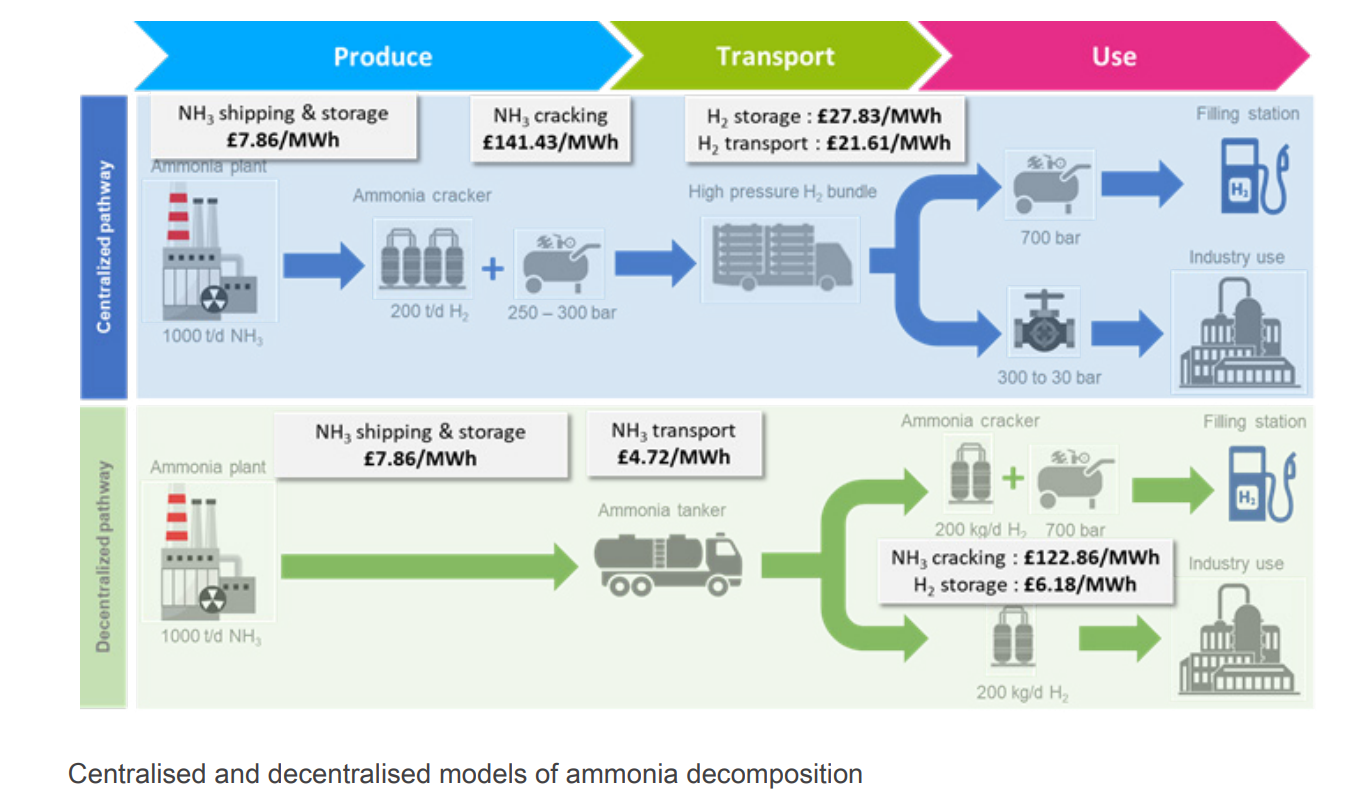 Produce
Transport
Use
Centralized pathway
NH₃ shipping & storage
£7.86/MWh
NH₃ cracking
£141.43/MWh
H₂ storage : £27.83/MWh
H₂ transport : £21.61/MWh
Filling station
Ammonia plant
Ammonia cracker
High pressure H₂ bundle
H₂
700 bar
Industry use
200 t/d H₂
250 – 300 bar
1000 t/d NH₃
300 to 30 bar
Decentralized pathway
NH₃ shipping & storage
£7.86/MWh
NH₃ transport
£4.72/MWh
Ammonia cracker
Filling station
Ammonia plant
Ammonia tanker
H₂
200 kg/d H₂
700 bar
NH₃ cracking : £122.86/MWh
H₂ storage : £6.18/MWh
Industry use
1000 t/d NH₃
200 kg/d H₂
Centralised and decentralised models of ammonia decomposition